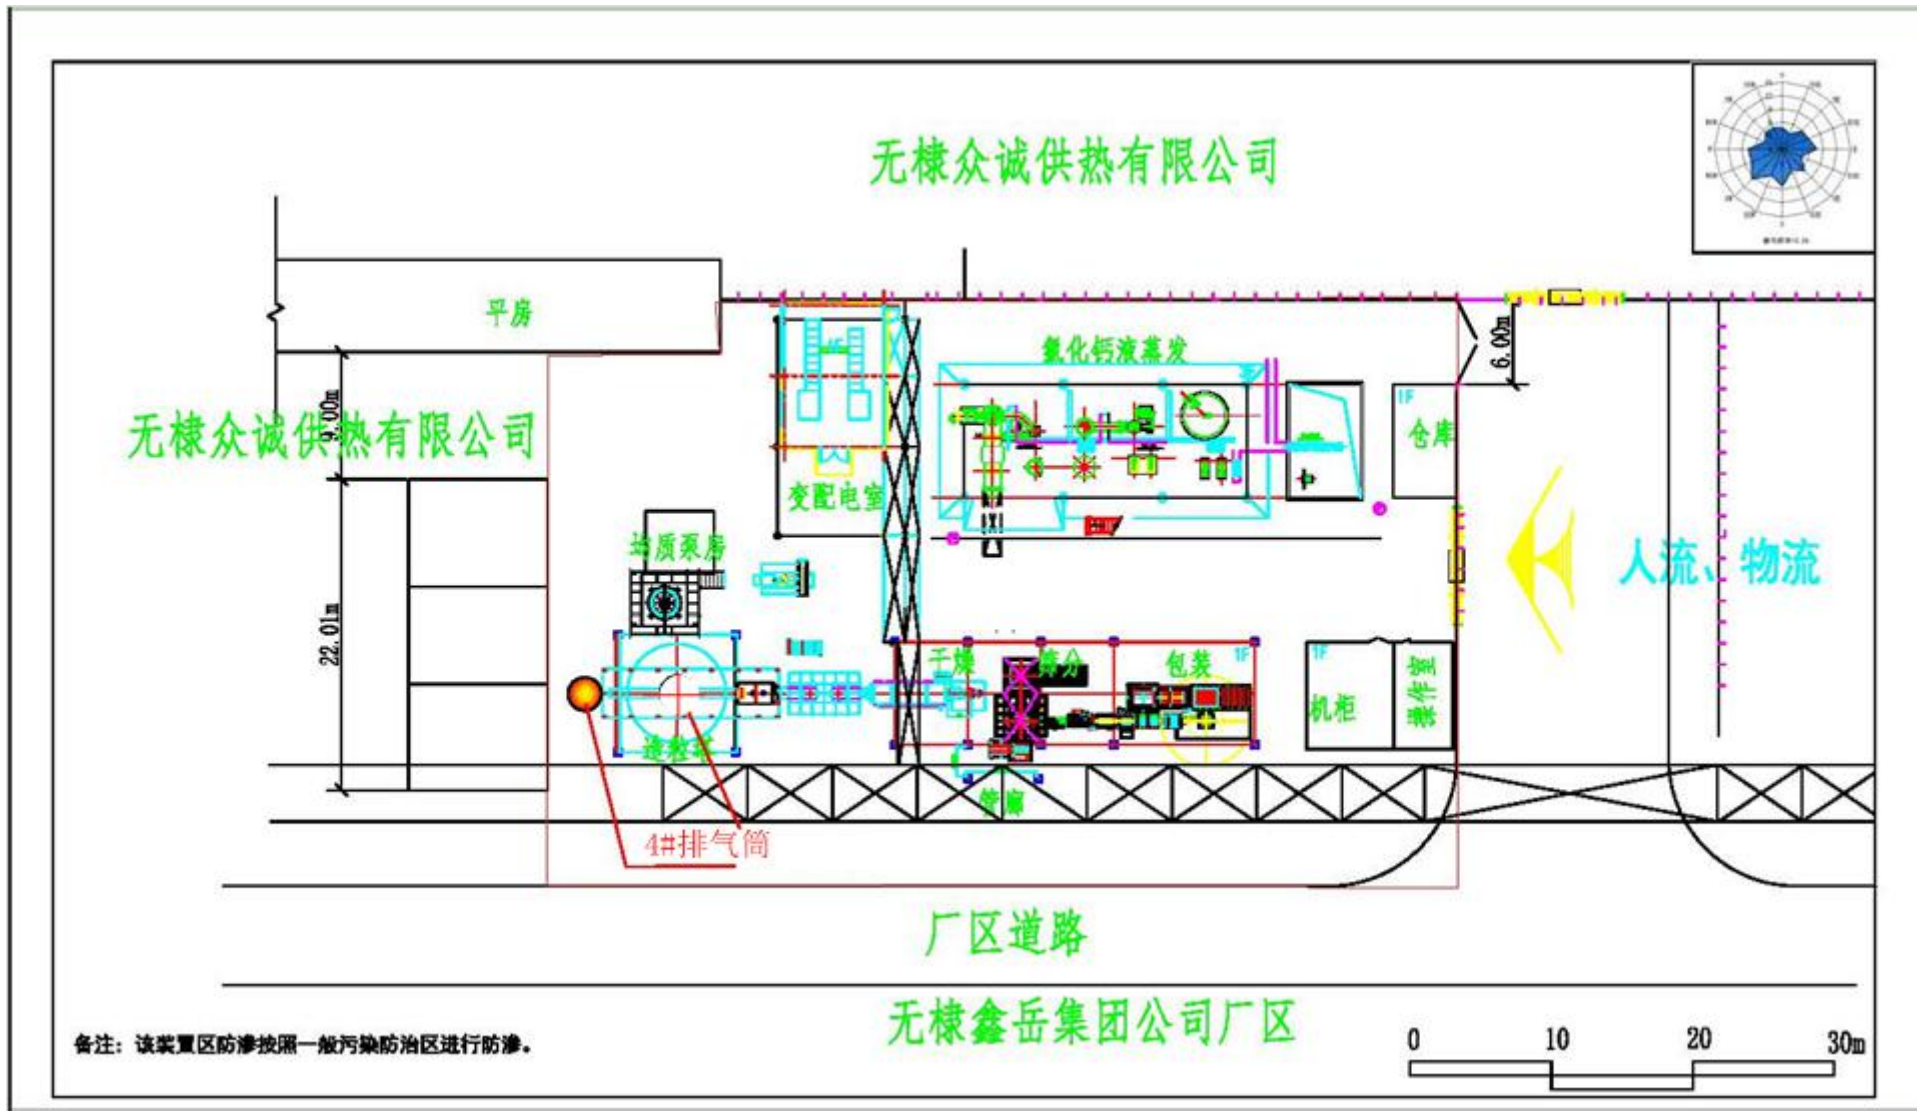 无棣众诚供热有限公司
平房
6.00m
氯化钙液蒸发
1F
1F
仓库
9.00m
无棣众诚供热有限公司
变配电室
均质泵房
人流、物流
22.01m
干燥
筛分
包装
1F
1F
机柜
操作室
造粒塔
管廊
4#排气筒
厂区道路
无棣鑫岳集团公司厂区
备注：该装置区防渗按照一般污染防治区进行防渗。
0 10 20 30m